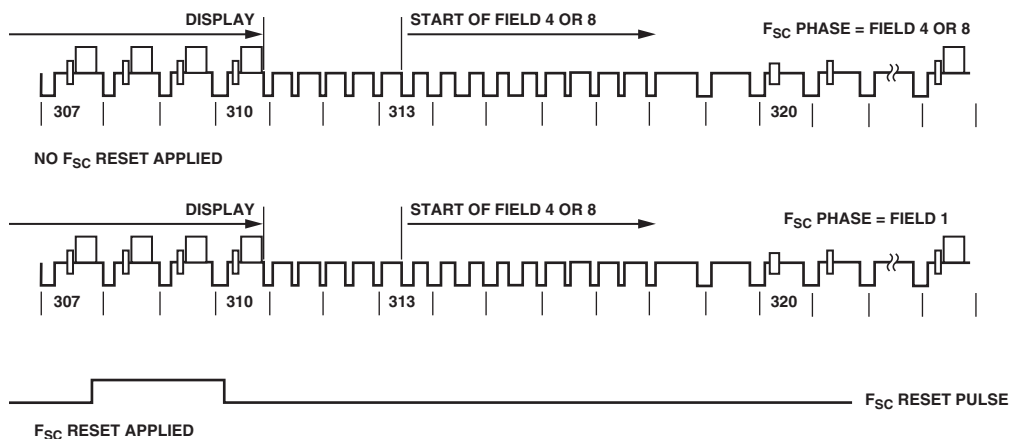 DISPLAY START OF FIELD 4 OR 8 FSC PHASE = FIELD 4 OR 8
307 310 313 320
NO FSC RESET APPLIED
DISPLAY START OF FIELD 4 OR 8 FSC PHASE = FIELD 1
307 310 313 320
FSC RESET PULSE
FSC RESET APPLIED